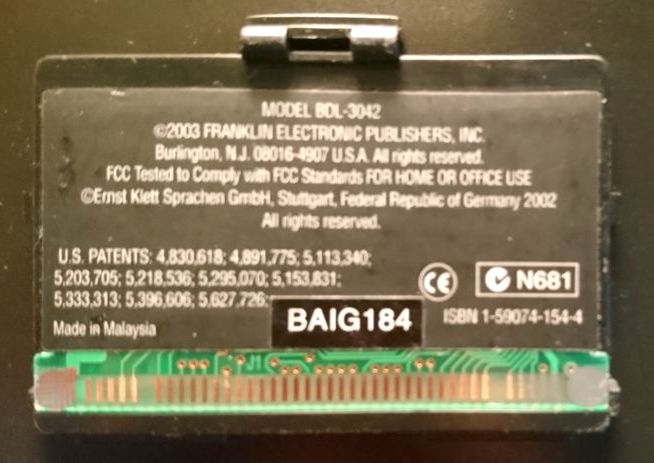 MODEL BDL-3042
©2003 FRANKLIN ELECTRONIC PUBLISHERS, INC.
Burlington, N.J. 08016-4907 U.S.A. All rights reserved.
FCC Tested to Comply with FCC Standards FOR HOME OR OFFICE USE
©Ernst Klett Sprachen GmbH, Stuttgart, Federal Republic of Germany 2002
All rights reserved.
U.S. PATENTS: 4,830,618; 4,891,775; 5,113,340;
5,203,705; 5,218,536; 5,295,070; 5,153,831;
5,333,313; 5,396,606; 5,627,726;
CE N681
BAIG184
ISBN 1-59074-154-4
Made in Malaysia
J1